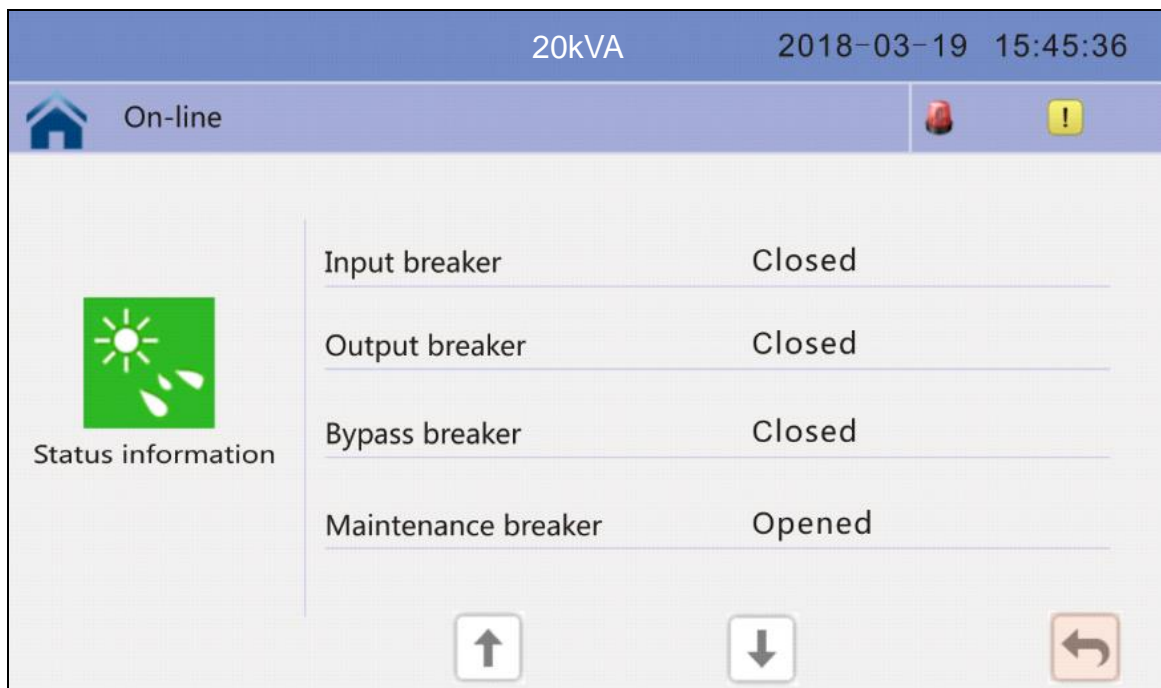 20kVA 2018-03-19 15:45:36
On-line !
Input breaker Closed
Output breaker Closed
Bypass breaker Closed
Status information
Maintenance breaker Opened